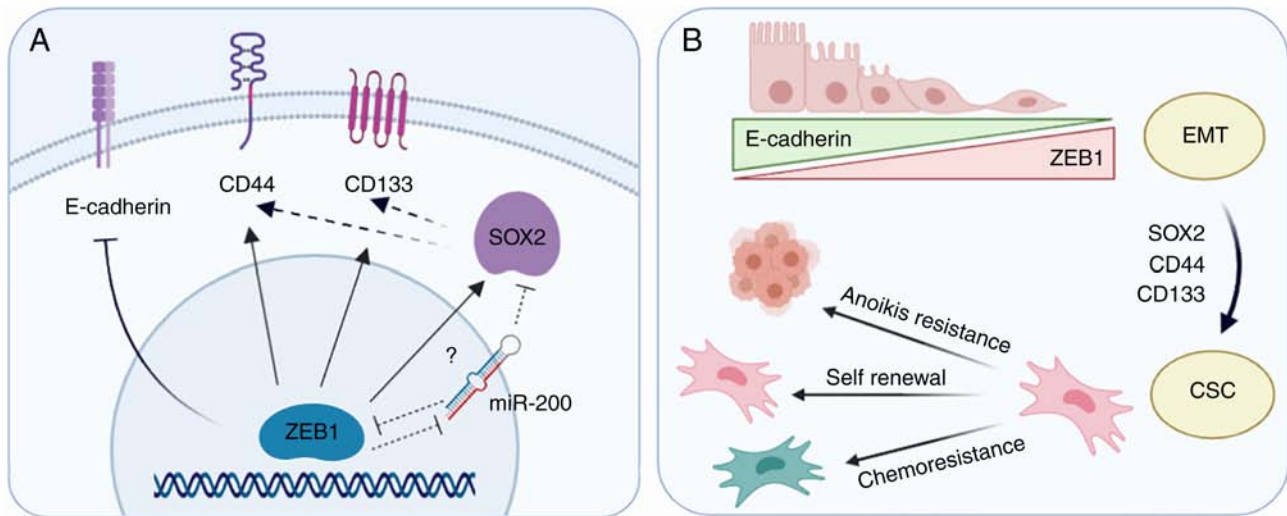 A
CD44
CD133
E-cadherin
SOX2
?
miR-200
ZEB1
B
E-cadherin
ZEB1
EMT
SOX2
CD44
CD133
Anoikis resistance
Self renewal
CSC
Chemoresistance